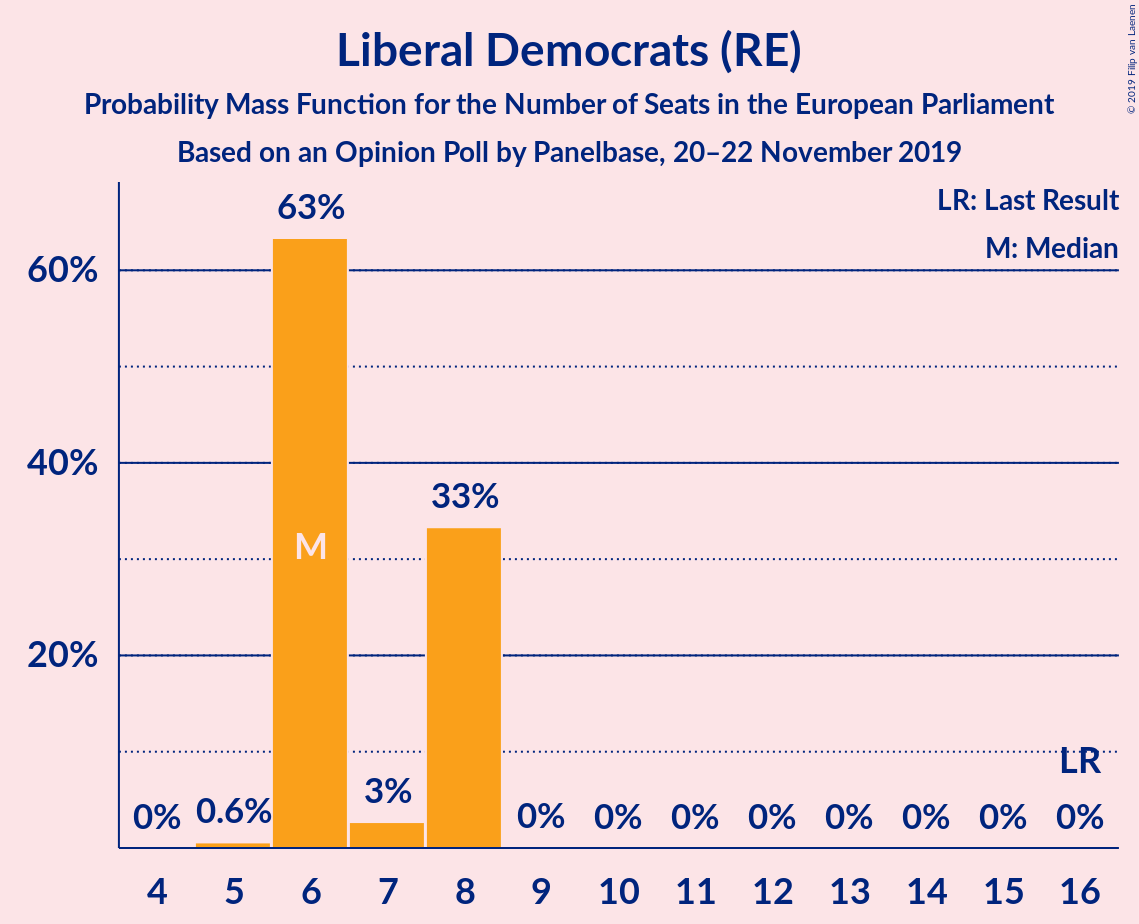 Liberal Democrats (RE)
Probability Mass Function for the Number of Seats in the European Parliament
Based on an Opinion Poll by Panelbase, 20–22 November 2019
© 2019 Filip van Laenen
LR: Last Result
M: Median
60%
40%
20%
0%
0.6%
63%
M
3%
33%
0%
0%
0%
0%
0%
0%
0%
LR
0%
4 5 6 7 8 9 10 11 12 13 14 15 16